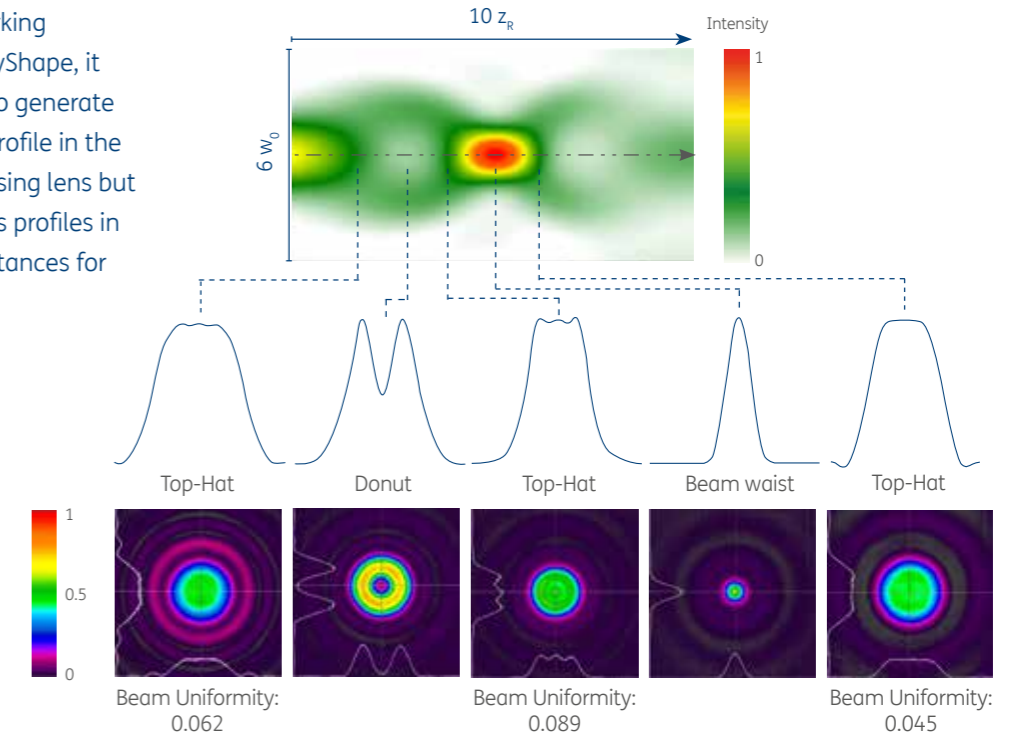 king
yShape, it
o generate
rofile in the
sing lens but
s profiles in
tances for
10 z_R
Intensity
6 w_0
1
0
Top-Hat
Donut
Top-Hat
Beam waist
Top-Hat
1
0.5
0
Beam Uniformity:
0.062
Beam Uniformity:
0.089
Beam Uniformity:
0.045